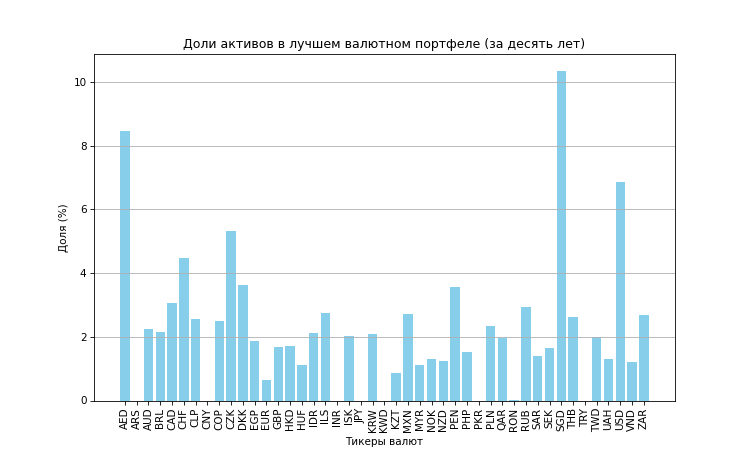 Доли активов в лучшем валютном портфеле (за десять лет)
Доля (%)
10
8
6
4
2
0
AED
ARS
AUD
BRL
CAD
CHF
CLP
CNY
COP
CZK
DKK
EGP
EUR
GBP
HKD
HUF
IDR
ILS
INR
ISK
JPY
KRW
KWD
KZT
MXN
MYR
NOK
NZD
PEN
PHP
PKR
PLN
QAR
RON
RUB
SAR
SEK
SGD
THB
TRY
TWD
UAH
USD
VND
ZAR
Тикеры валют